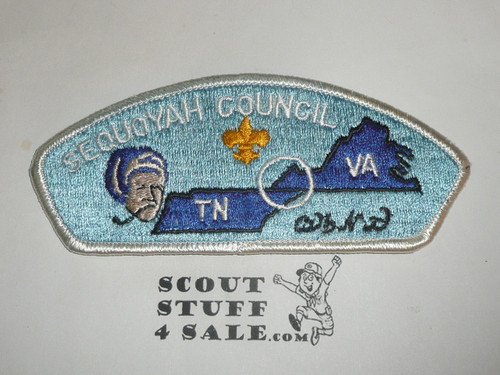 SEQUOYAH COUNCIL
VA
TN
SCOUT
STUFF
4 SALE.com